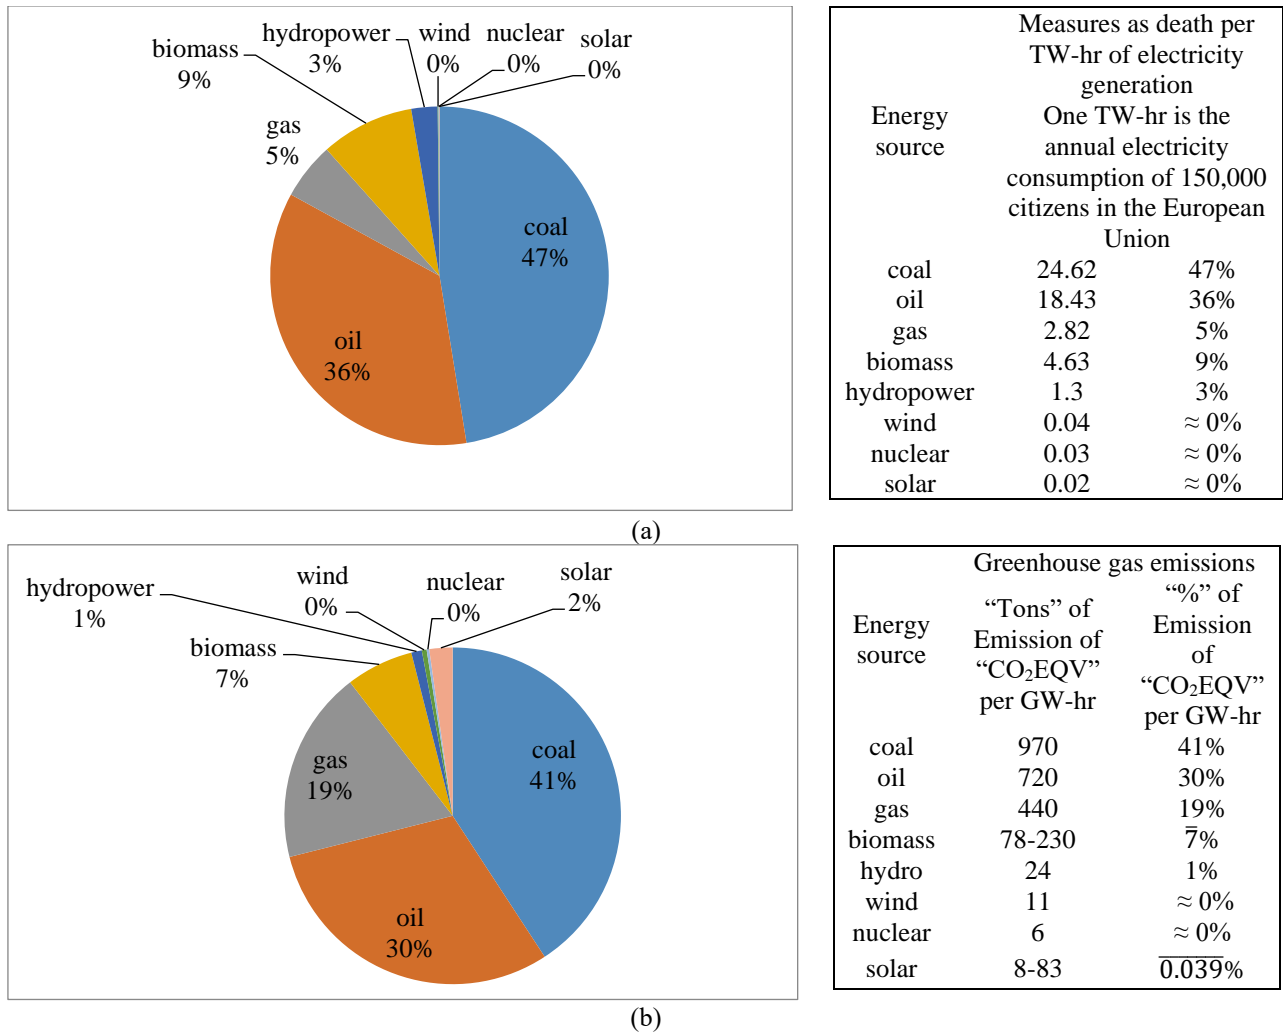 hydropower
3%
wind
0%
nuclear
0%
solar
0%
biomass
9%
gas
5%
coal
47%
oil
36%
Energy
source
Measures as death per
TW-hr of electricity
generation
One TW-hr is the
annual electricity
consumption of 150,000
citizens in the European
Union
coal 24.62 47%
oil 18.43 36%
gas 2.82 5%
biomass 4.63 9%
hydropower 1.3 3%
wind 0.04 ≈ 0%
nuclear 0.03 ≈ 0%
solar 0.02 ≈ 0%
(a)
hydropower
1%
wind
0%
nuclear
0%
solar
2%
biomass
7%
gas
19%
coal
41%
oil
30%
Greenhouse gas emissions
Energy
source
“Tons” of
Emission of
“CO₂EQV”
per GW-hr
“%” of
Emission
of
“CO₂EQV”
per GW-hr
coal 970 41%
oil 720 30%
gas 440 19%
biomass 78-230 7̅%
hydro 24 1%
wind 11 ≈ 0%
nuclear 6 ≈ 0%
solar 8-83 0̅.̅0̅3̅9̅%
(b)